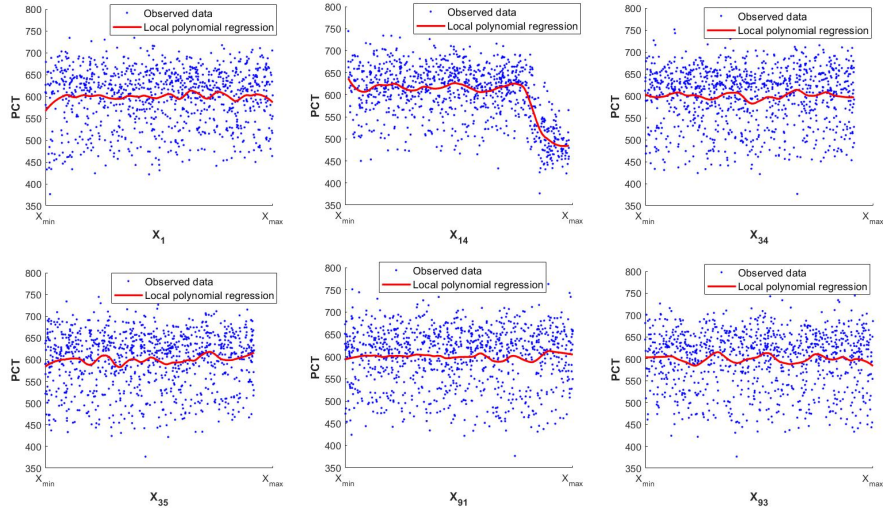 Observed data
Local polynomial regression
800
750
700
650
600
550
500
450
400
350
PCT
X_min
X_max
X_1
Observed data
Local polynomial regression
800
750
700
650
600
550
500
450
400
350
PCT
X_min
X_max
X_14
Observed data
Local polynomial regression
800
750
700
650
600
550
500
450
400
350
PCT
X_min
X_max
X_34
Observed data
Local polynomial regression
800
750
700
650
600
550
500
450
400
350
PCT
X_min
X_max
X_35
Observed data
Local polynomial regression
800
750
700
650
600
550
500
450
400
350
PCT
X_min
X_max
X_91
Observed data
Local polynomial regression
800
750
700
650
600
550
500
450
400
350
PCT
X_min
X_max
X_93